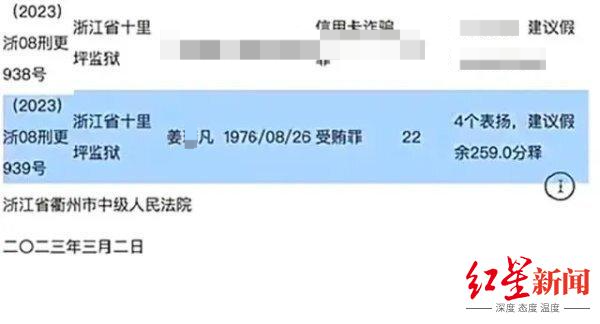 （2023）
浙08刑更
938号
浙江省十里
坪监狱
信用卡诈骗
罪
建议假
（2023）
浙08刑更
939号
浙江省十里
坪监狱
姜 凡 1976/08/26 受贿罪 22
4个表扬，建议假
余259.0分释
浙江省衢州市中级人民法院
二〇二三年三月二日
红星新闻
深度 态度 温度